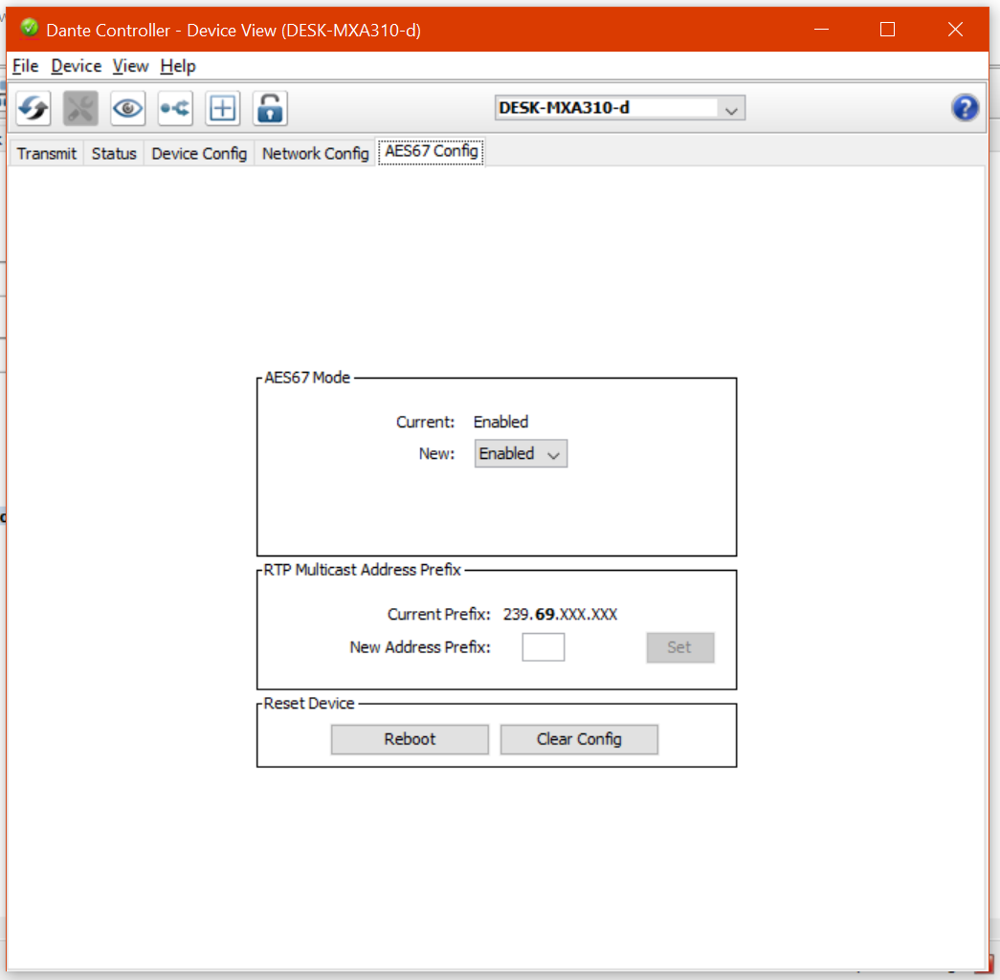 Dante Controller - Device View (DESK-MXA310-d)
File Device View Help
DESK-MXA310-d
?
Transmit Status Device Config Network Config AES67 Config
AES67 Mode
Current: Enabled
New: Enabled
RTP Multicast Address Prefix
Current Prefix: 239.69.XXX.XXX
New Address Prefix: Set
Reset Device
Reboot Clear Config